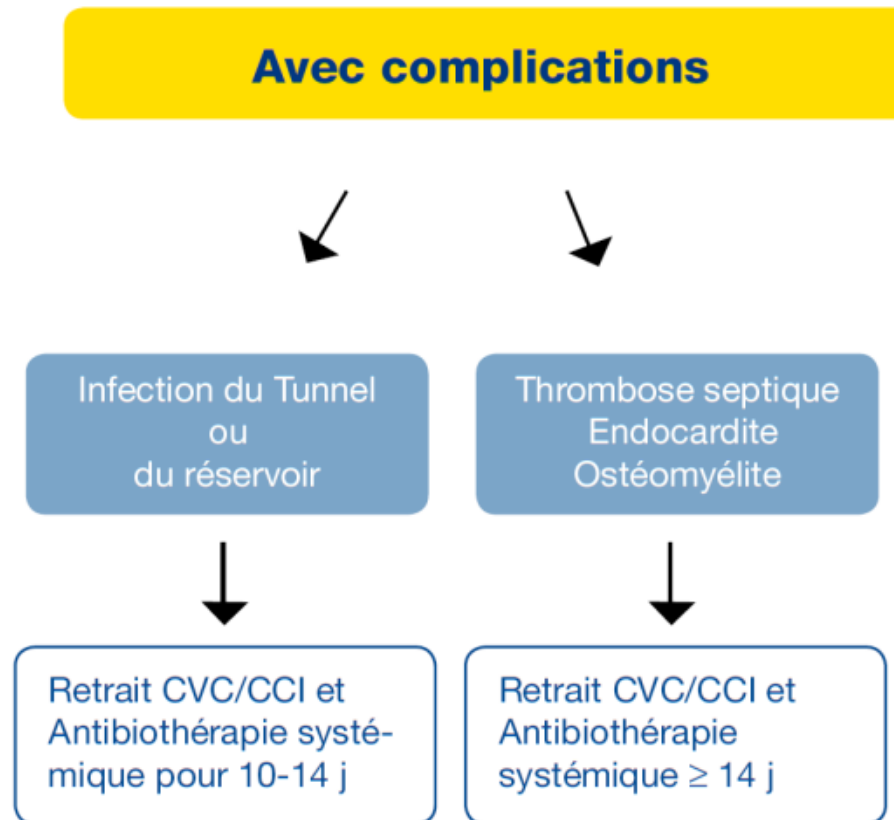 Avec complications
Infection du Tunnel
ou
du réservoir
Thrombose septique
Endocardite
Ostéomyélite
Retrait CVC/CCI et
Antibiothérapie systé-
mique pour 10-14 j
Retrait CVC/CCI et
Antibiothérapie
systémique ≥ 14 j